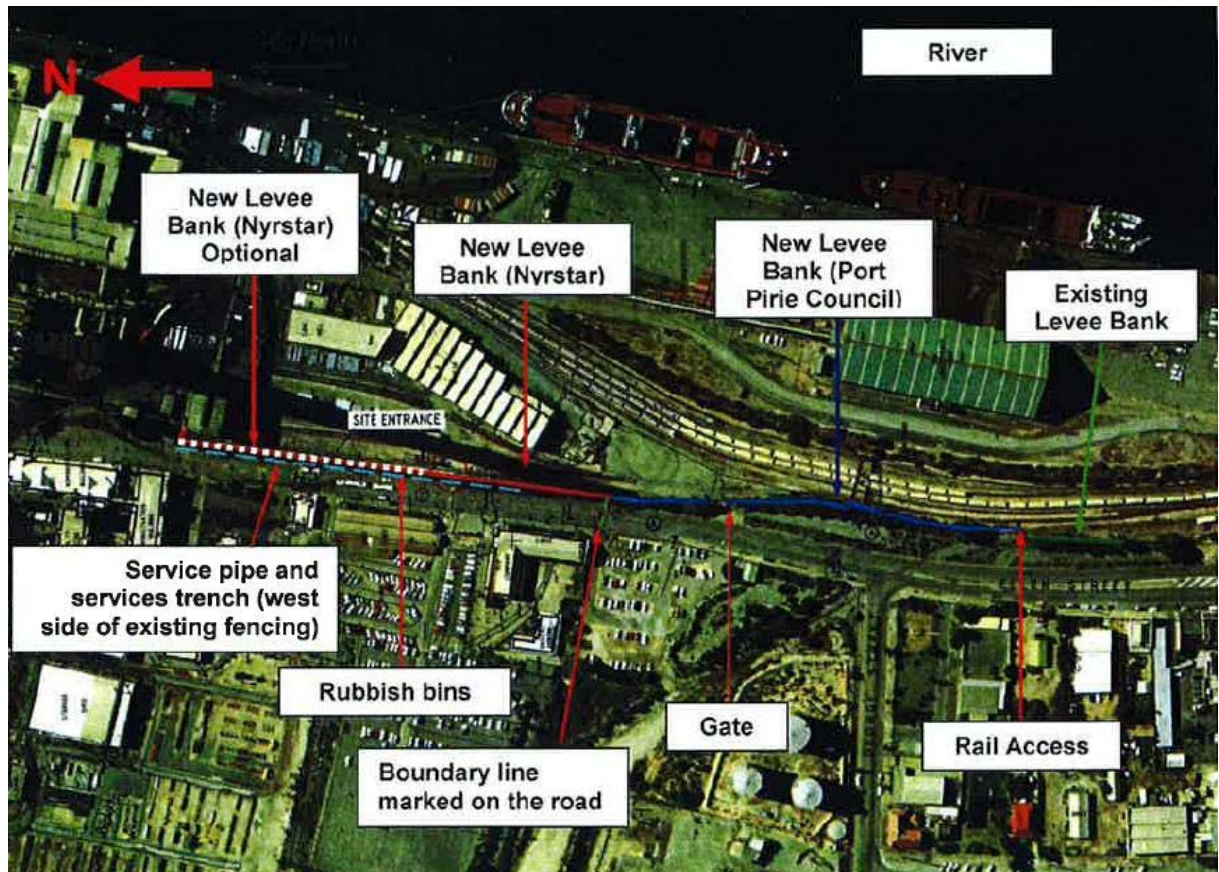 River
N
New Levee
Bank (Nyrstar)
Optional
New Levee
Bank (Nyrstar)
New Levee
Bank (Port
Pirie Council)
Existing
Levee Bank
SITE ENTRANCE
Service pipe and
services trench (west
side of existing fencing)
Rubbish bins
Boundary line
marked on the road
Gate
Rail Access
STREET